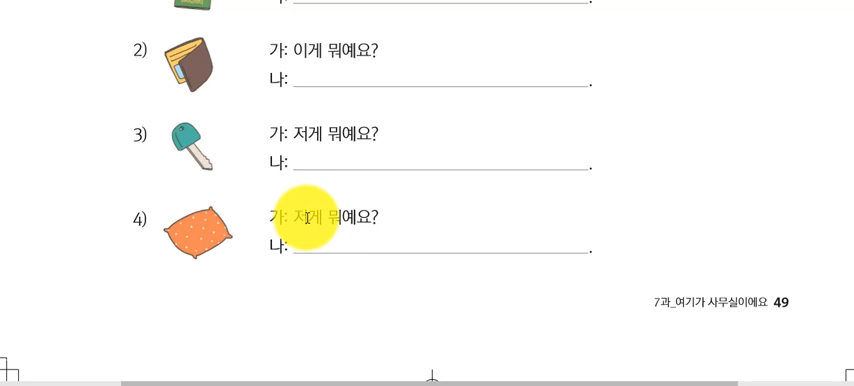 2)
가: 이게 뭐예요?
나: .
3)
가: 저게 뭐예요?
나: .
4)
가: 저게 뭐예요?
나: .
7과_여기가 사무실이에요 49